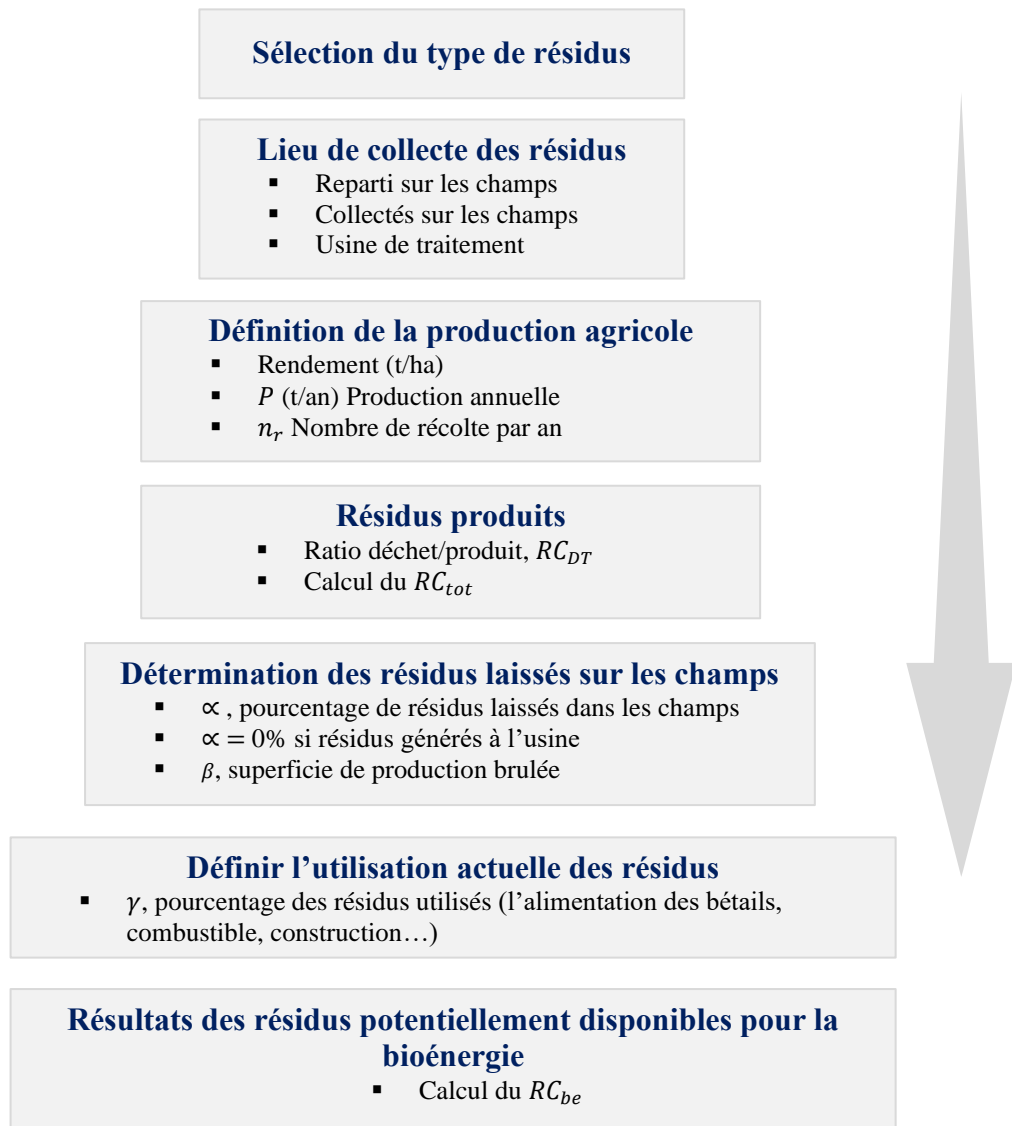 Sélection du type de résidus
Lieu de collecte des résidus
▪ Reparti sur les champs
▪ Collectés sur les champs
▪ Usine de traitement
Définition de la production agricole
▪ Rendement (t/ha)
▪ P (t/an) Production annuelle
▪ n_r Nombre de récolte par an
Résidus produits
▪ Ratio déchet/produit, RC_DT
▪ Calcul du RC_tot
Détermination des résidus laissés sur les champs
▪ ∝ , pourcentage de résidus laissés dans les champs
▪ ∝ = 0% si résidus générés à l’usine
▪ β, superficie de production brulée
Définir l’utilisation actuelle des résidus
▪ γ, pourcentage des résidus utilisés (l’alimentation des bétails,
combustible, construction…)
Résultats des résidus potentiellement disponibles pour la
bioénergie
▪ Calcul du RC_be